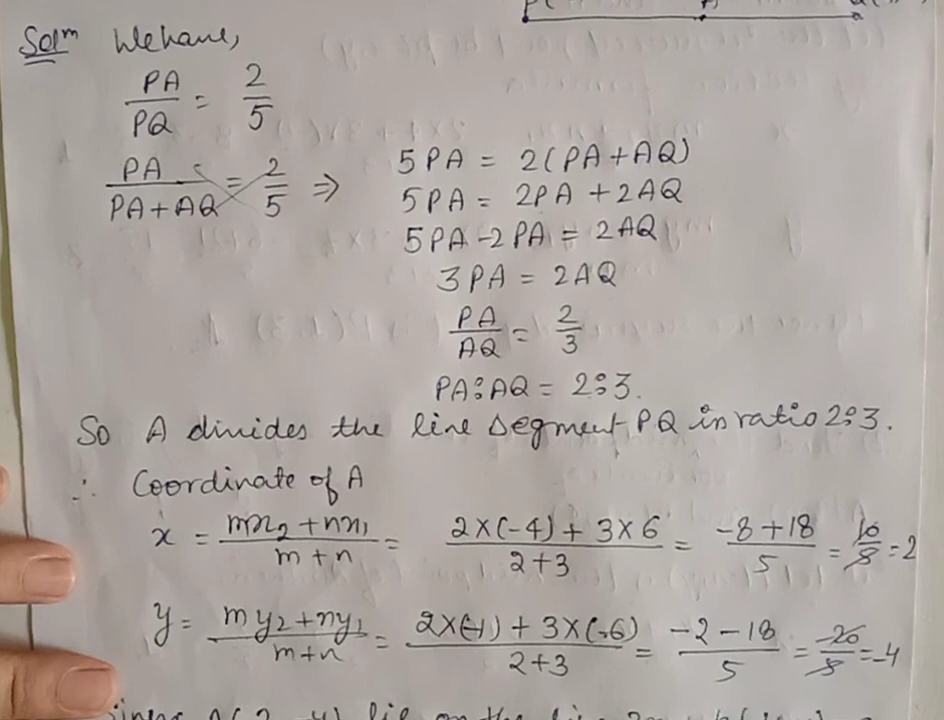 Solⁿ We have,
PA/PQ = 2/5
PA/(PA+AQ) = 2/5 ⇒ 5PA = 2(PA+AQ)
5PA = 2PA + 2AQ
5PA - 2PA = 2AQ
3PA = 2AQ
PA/AQ = 2/3
PA:AQ = 2:3.
So A divides the line segment PQ in ratio 2:3.
∴ Coordinate of A
x = (mx₂ + nx₁)/(m+n) = (2×(-4) + 3×6)/(2+3) = (-8+18)/5 = 10/5 = 2
y = (my₂+ny₁)/(m+n) = (2×(-1) + 3×(-6))/(2+3) = (-2-18)/5 = -20/5 = -4